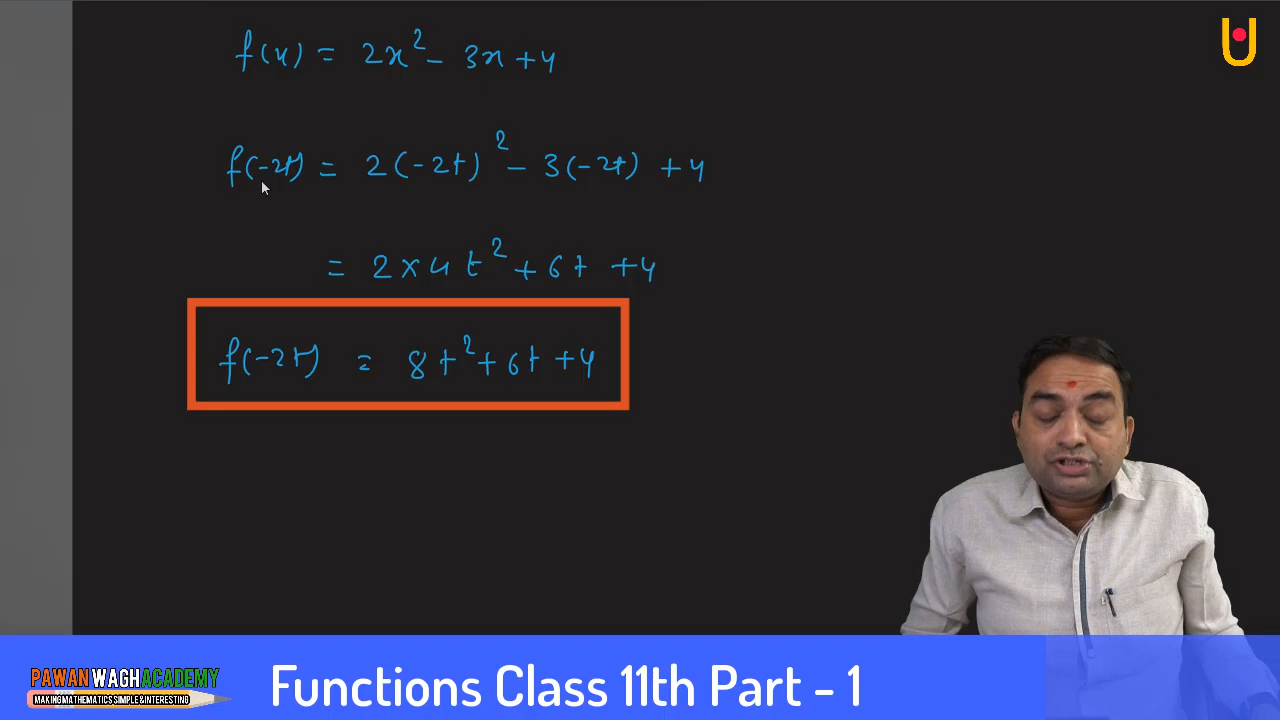 f(x) = 2x² - 3x + 4
f(-2t) = 2(-2t)² - 3(-2t) + 4
= 2 × 4t² + 6t + 4
f(-2t) = 8t² + 6t + 4
PAWAN WAGH ACADEMY
MAKING MATHEMATICS SIMPLE & INTERESTING
Functions Class 11th Part - 1